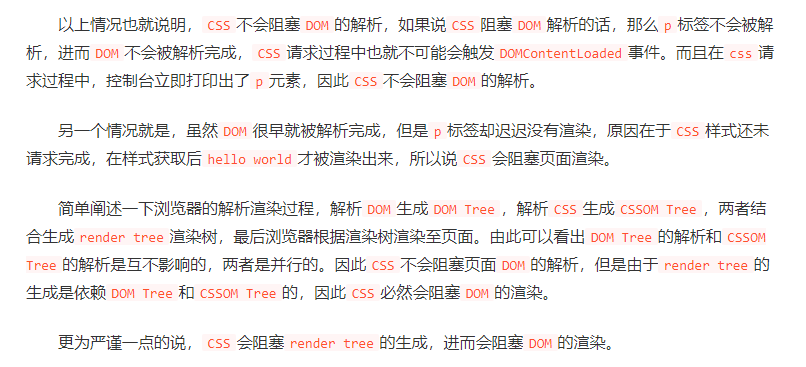 以上情况也就说明，CSS 不会阻塞 DOM 的解析，如果说 CSS 阻塞 DOM 解析的话，那么 p 标签不会被解
析，进而 DOM 不会被解析完成，CSS 请求过程中也就不可能会触发 DOMContentLoaded 事件。而且在 css 请
求过程中，控制台立即打印出了 p 元素，因此 CSS 不会阻塞 DOM 的解析。
另一个情况就是，虽然 DOM 很早就被解析完成，但是 p 标签却迟迟没有渲染，原因在于 CSS 样式还未
请求完成，在样式获取后 hello world 才被渲染出来，所以说 CSS 会阻塞页面渲染。
简单阐述一下浏览器的解析渲染过程，解析 DOM 生成 DOM Tree，解析 CSS 生成 CSSOM Tree，两者结
合生成 render tree 渲染树，最后浏览器根据渲染树渲染至页面。由此可以看出 DOM Tree 的解析和 CSSOM
Tree 的解析是互不影响的，两者是并行的。因此 CSS 不会阻塞页面 DOM 的解析，但是由于 render tree 的
生成是依赖 DOM Tree 和 CSSOM Tree 的，因此 CSS 必然会阻塞 DOM 的渲染。
更为严谨一点的说，CSS 会阻塞 render tree 的生成，进而会阻塞 DOM 的渲染。